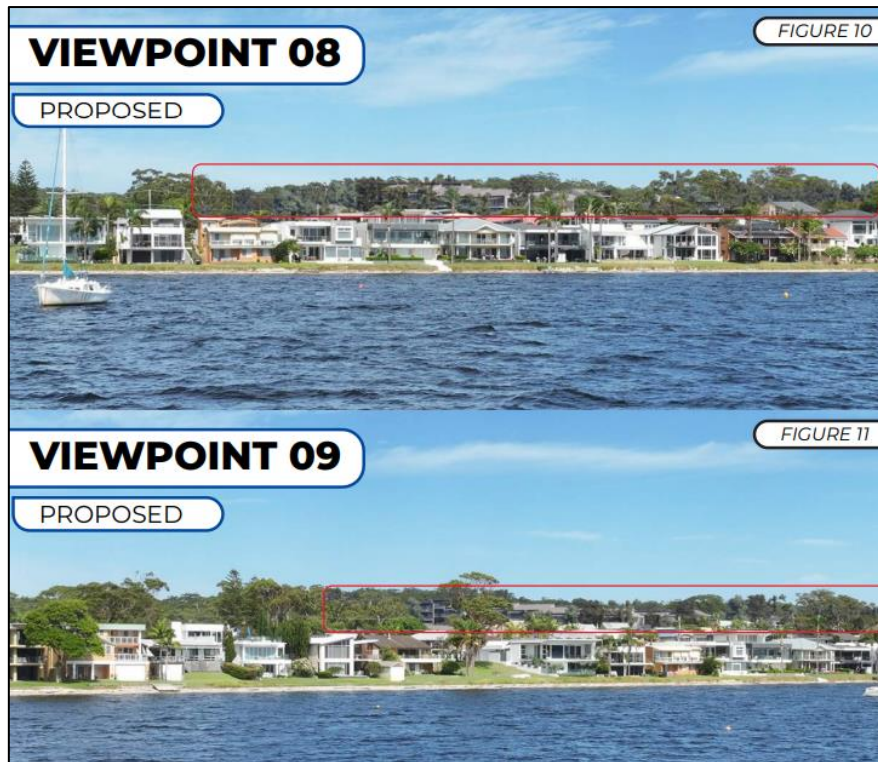 VIEWPOINT 08
FIGURE 10
PROPOSED
VIEWPOINT 09
FIGURE 11
PROPOSED